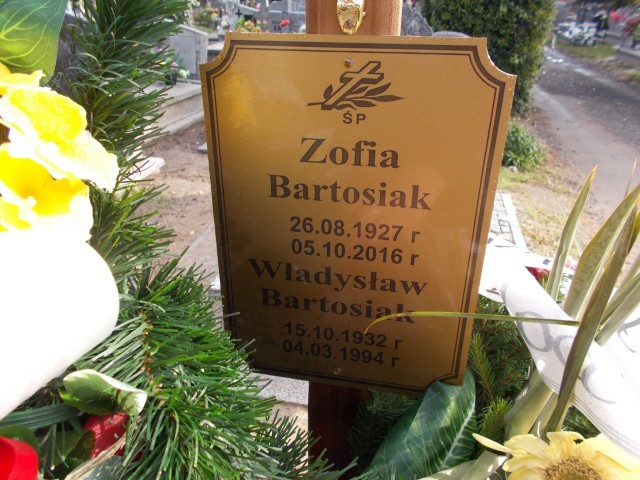 ŚP
Zofia
Bartosiak
26.08.1927 r
05.10.2016 r
Władysław
Bartosiak
15.10.1932 r
04.03.1994 r